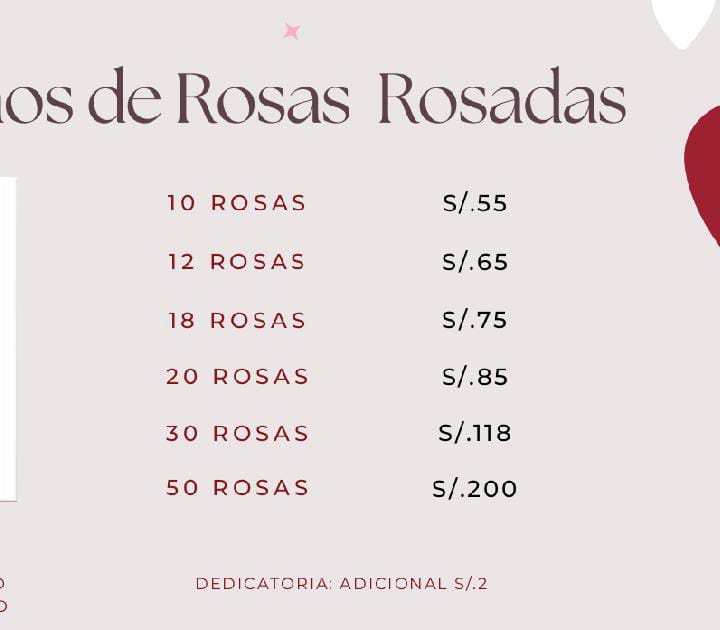 de Rosas Rosadas
10 ROSAS S/.55
12 ROSAS S/.65
18 ROSAS S/.75
20 ROSAS S/.85
30 ROSAS S/.118
50 ROSAS S/.200
DEDICATORIA: ADICIONAL S/.2